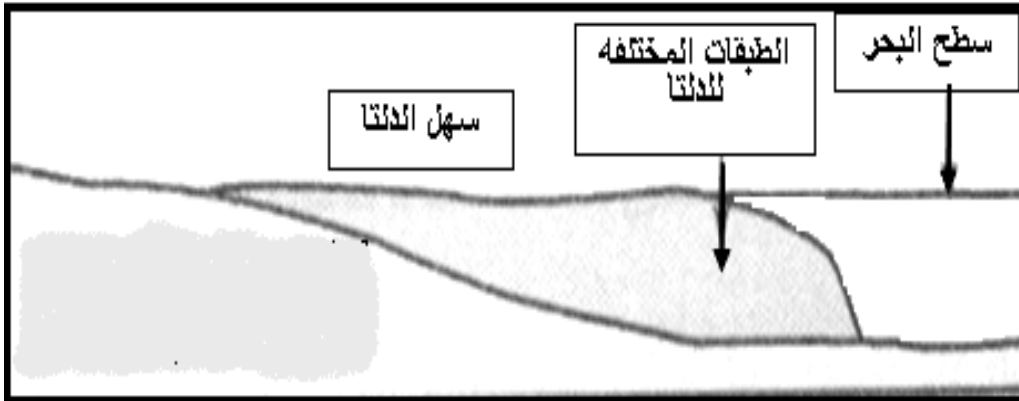 سطح البحر
الطبقات المختلفه
للدلتا
سهل الدلتا